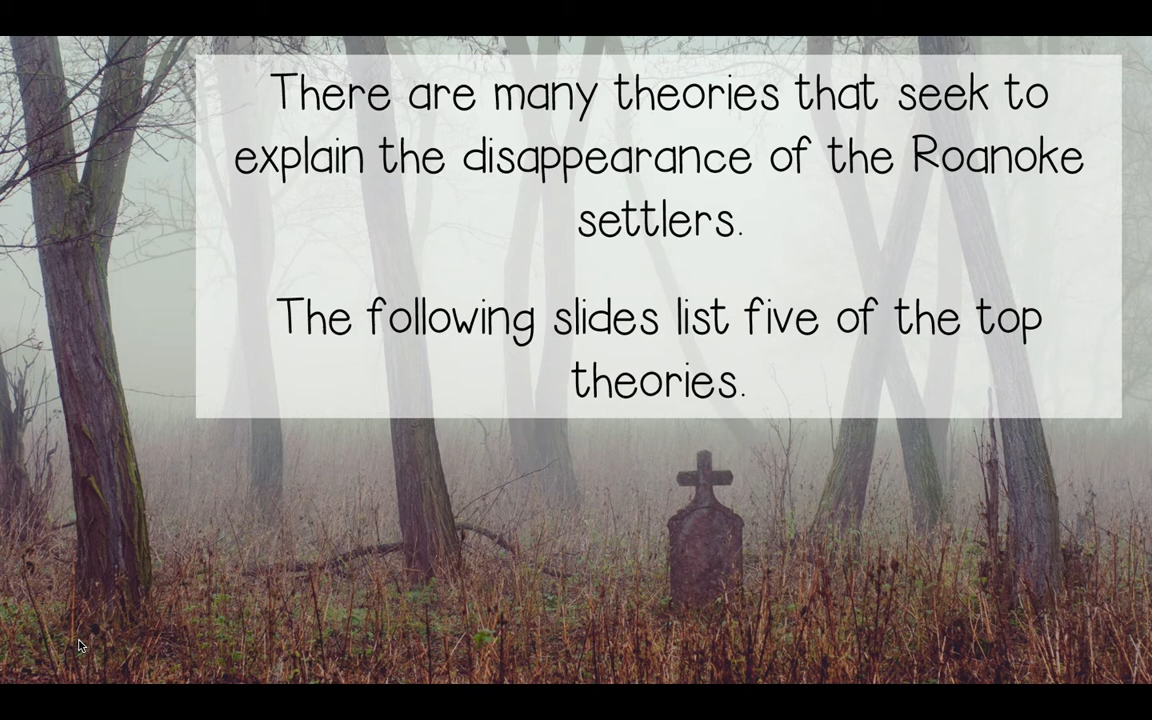 There are many theories that seek to
explain the disappearance of the Roanoke
settlers.
The following slides list five of the top
theories.